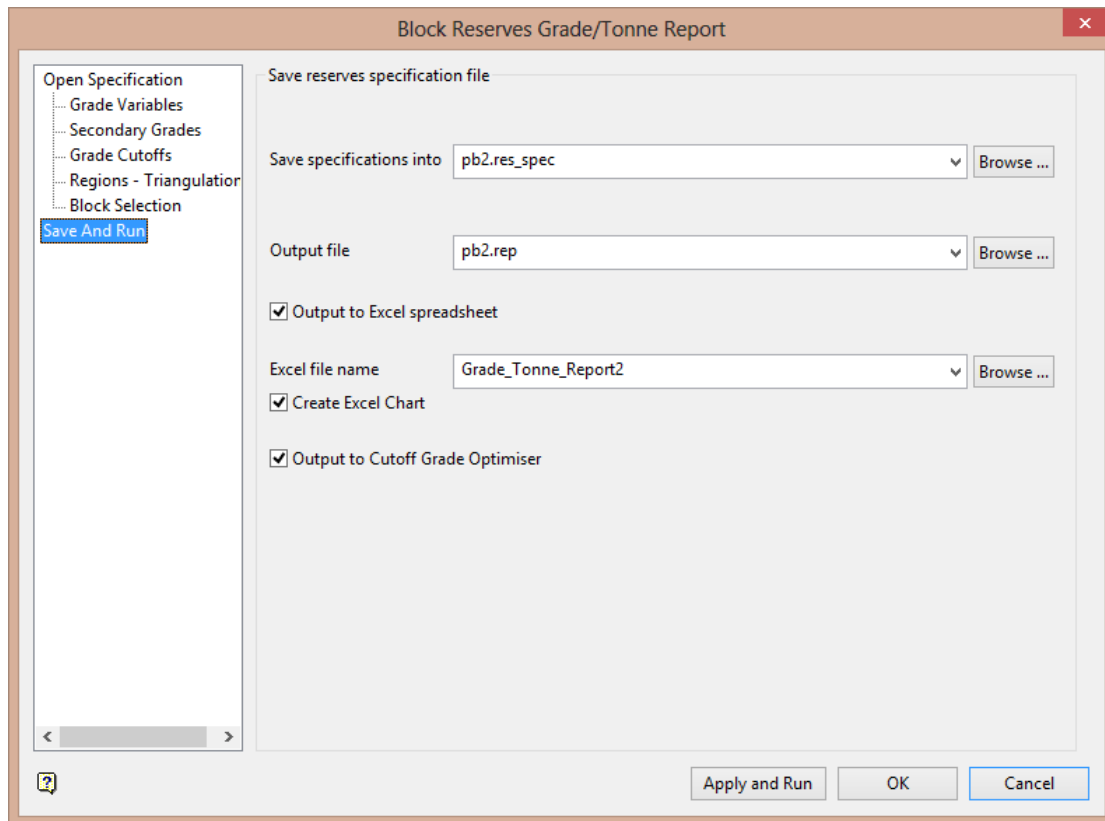 Block Reserves Grade/Tonne Report
Open Specification
Grade Variables
Secondary Grades
Grade Cutoffs
Regions - Triangulation
Block Selection
Save And Run
Save reserves specification file
Save specifications into pb2.res_spec Browse ...
Output file pb2.rep Browse ...
Output to Excel spreadsheet
Excel file name Grade_Tonne_Report2 Browse ...
Create Excel Chart
Output to Cutoff Grade Optimiser
Apply and Run OK Cancel